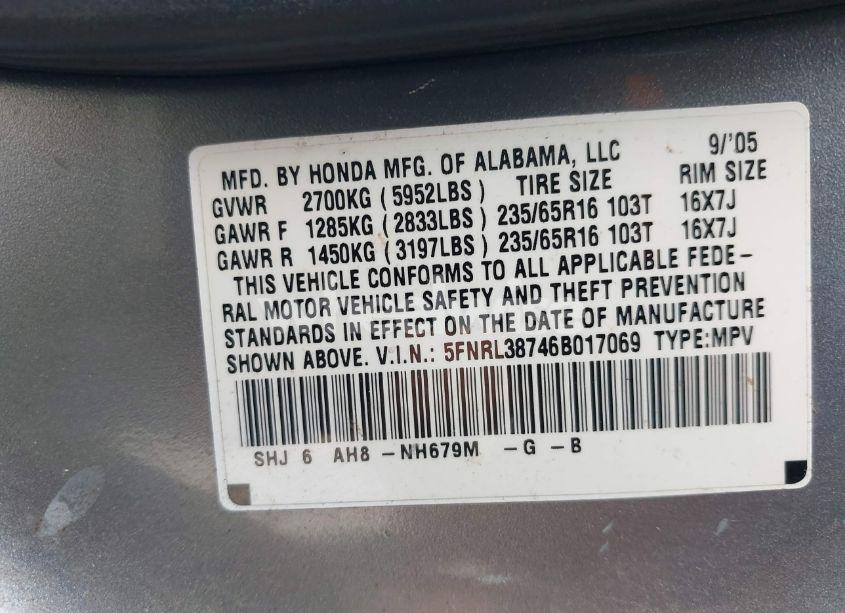 MFD. BY HONDA MFG. OF ALABAMA, LLC 9/'05
GVWR 2700KG ( 5952LBS ) TIRE SIZE RIM SIZE
GAWR F 1285KG ( 2833LBS ) 235/65R16 103T 16X7J
GAWR R 1450KG ( 3197LBS ) 235/65R16 103T 16X7J
THIS VEHICLE CONFORMS TO ALL APPLICABLE FEDE-
RAL MOTOR VEHICLE SAFETY AND THEFT PREVENTION
STANDARDS IN EFFECT ON THE DATE OF MANUFACTURE
SHOWN ABOVE. V.I.N.: 5FNRL38746B017069 TYPE:MPV
SHJ 6 AH8 -NH679M -G -B